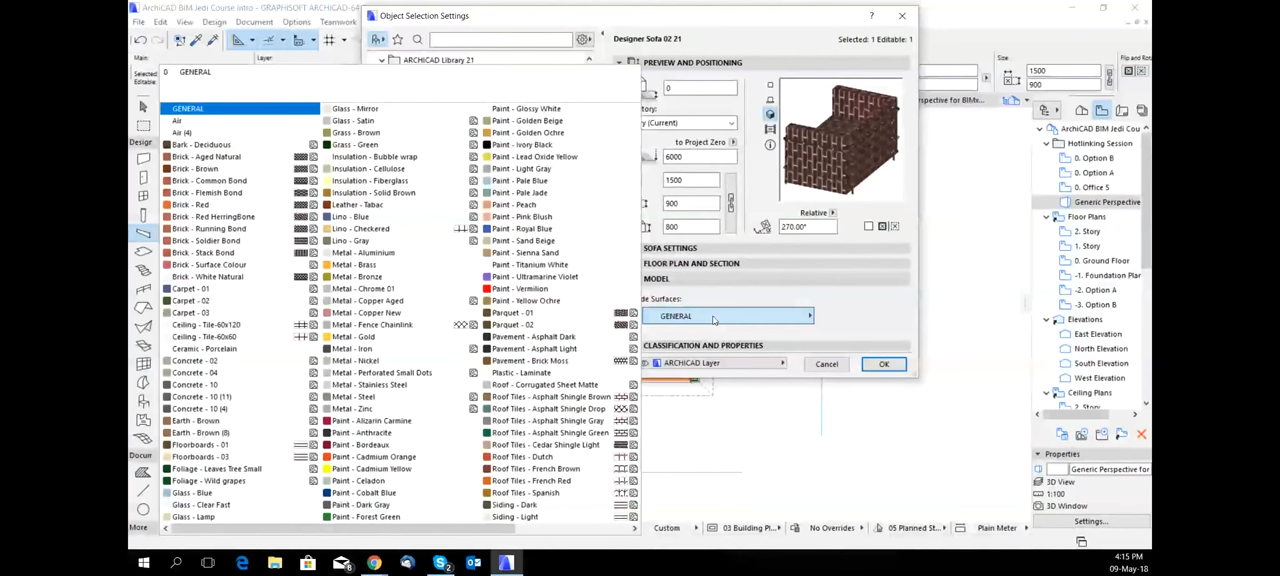 ArchiCAD BIM Jedi Course Intro - GRAPHISOFT ARCHICAD-64
File Edit View Design Document Options Teamwork
Main: Layer:
Selected:
Editable:
Size:
Flip and Ro
1500
900
Object Selection Settings
? ×
ARCHICAD Library 21
Designer Sofa 02 21
Selected: 1 Editable: 1
PREVIEW AND POSITIONING
0
(Current)
to Project Zero
6000
1500
900
800
Relative
270.00°
SOFA SETTINGS
FLOOR PLAN AND SECTION
MODEL
GENERAL
CLASSIFICATION AND PROPERTIES
ARCHICAD Layer
Cancel
OK
0 GENERAL
GENERAL
Air
Air (4)
Bark - Deciduous
Brick - Aged Natural
Brick - Brown
Brick - Common Bond
Brick - Flemish Bond
Brick - Red
Brick - Red HerringBone
Brick - Running Bond
Brick - Soldier Bond
Brick - Stack Bond
Brick - Surface Colour
Brick - White Natural
Carpet - 01
Carpet - 02
Carpet - 03
Ceiling - Tile-60x120
Ceiling - Tile-60x60
Ceramic - Porcelain
Concrete - 02
Concrete - 04
Concrete - 10
Concrete - 10 (11)
Concrete - 10 (4)
Earth - Brown
Earth - Brown (8)
Floorboards - 01
Floorboards - 03
Foliage - Leaves Tree Small
Foliage - Wild grapes
Glass - Blue
Glass - Clear Fast
Glass - Lamp
Glass - Mirror
Glass - Satin
Glass - Brown
Glass - Green
Insulation - Bubble wrap
Insulation - Cellulose
Insulation - Fiberglass
Insulation - Solid Brown
Leather - Tabac
Lino - Blue
Lino - Checkered
Lino - Gray
Metal - Aluminium
Metal - Brass
Metal - Bronze
Metal - Chrome 01
Metal - Copper Aged
Metal - Copper New
Metal - Fence Chainlink
Metal - Gold
Metal - Iron
Metal - Nickel
Metal - Perforated Small Dots
Metal - Stainless Steel
Metal - Steel
Metal - Zinc
Paint - Alizarin Carmine
Paint - Anthracite
Paint - Bordeaux
Paint - Cadmium Orange
Paint - Cadmium Yellow
Paint - Celadon
Paint - Cobalt Blue
Paint - Dark Gray
Paint - Forest Green
Paint - Glossy White
Paint - Golden Beige
Paint - Golden Ochre
Paint - Ivory Black
Paint - Lead Oxide Yellow
Paint - Light Gray
Paint - Pale Blue
Paint - Pale Jade
Paint - Peach
Paint - Pink Blush
Paint - Royal Blue
Paint - Sand Beige
Paint - Sienna Sand
Paint - Titanium White
Paint - Ultramarine Violet
Paint - Vermilion
Paint - Yellow Ochre
Parquet - 01
Parquet - 02
Pavement - Asphalt Dark
Pavement - Asphalt Light
Pavement - Brick Moss
Plastic - Laminate
Roof - Corrugated Sheet Matte
Roof Tiles - Asphalt Shingle Brown
Roof Tiles - Asphalt Shingle Drop
Roof Tiles - Asphalt Shingle Gray
Roof Tiles - Asphalt Shingle Green
Roof Tiles - Cedar Shingle Light
Roof Tiles - Dutch
Roof Tiles - French Brown
Roof Tiles - French Red
Roof Tiles - Spanish
Siding - Dark
Siding - Light
Design
Docum
More
ArchiCAD BIM Jedi Cou
Hotlinking Session
0. Option B
0. Option A
0. Office S
Generic Perspective
Floor Plans
2. Story
1. Story
0. Ground Floor
-1. Foundation Plar
-2. Option A
-3. Option B
Elevations
East Elevation
North Elevation
South Elevation
West Elevation
Ceiling Plans
2. Story
Properties
Generic Perspective for
3D View
1:100
3D Window
Settings...
Custom
03 Building Pl...
No Overrides
05 Planned St...
Plain Meter
4:15 PM
09-May-18